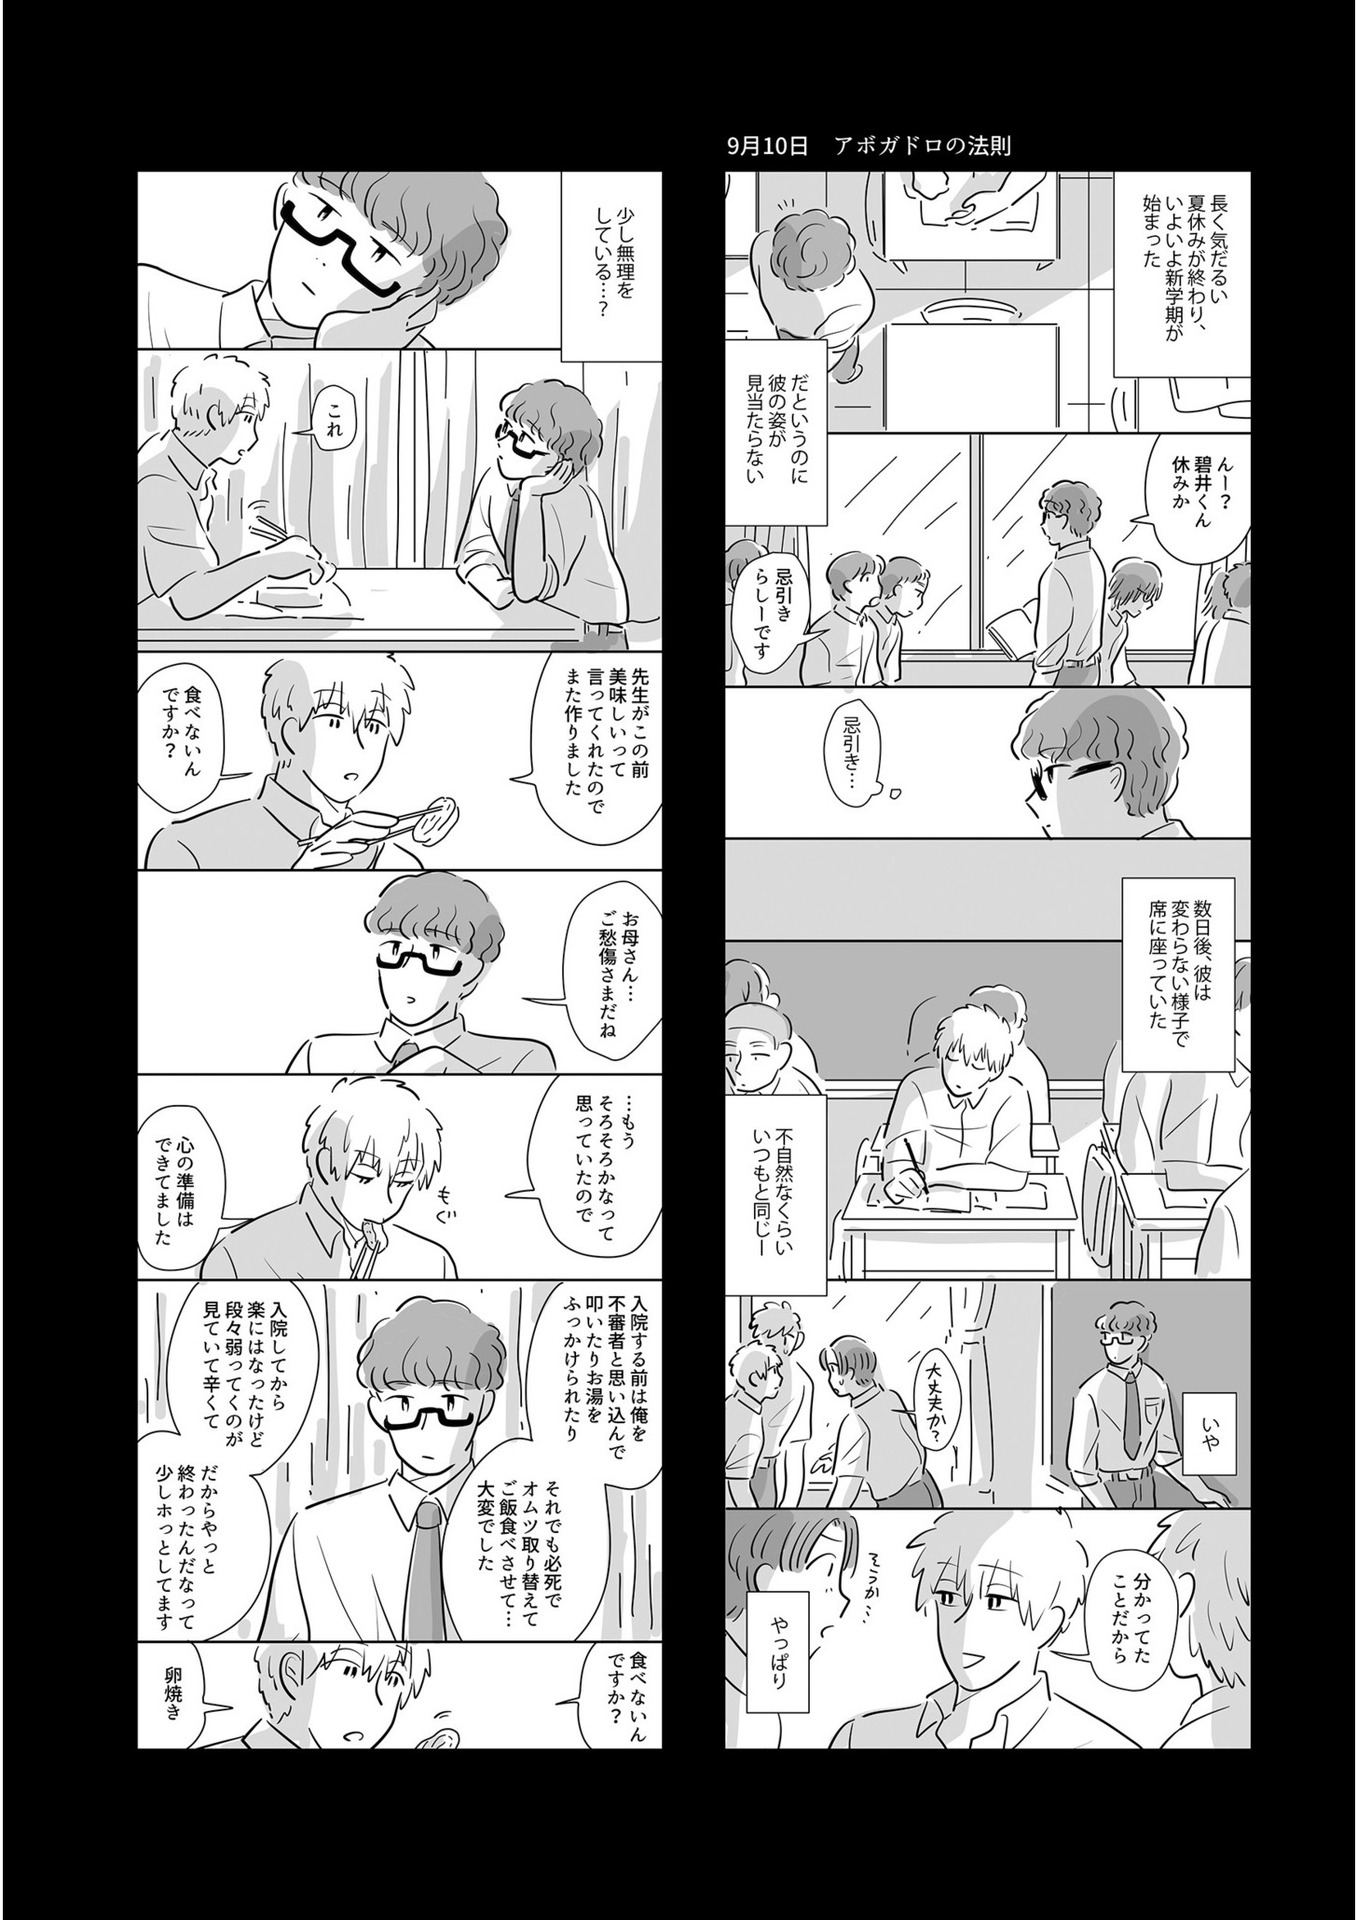 9月10日　アボガドロの法則
長く気だるい
夏休みが終わり、
いよいよ新学期が
始まった
だというのに
彼の姿が
見当たらない
んー？
碧井くん
休みか
忌引き
らしーです
忌引き…
数日後、彼は
変わらない様子で
席に座っていた
不自然なくらい
いつもと同じー
いや
大丈夫か？
分かってた
ことだから
そうか…
やっぱり
少し無理を
している…？
これ
先生がこの前
美味しいって
言ってくれたので
また作りました
食べないん
ですか？
お母さん…
ご愁傷さまだね
…もう
そろそろかなって
思っていたので
もぐ
心の準備は
できてました
入院する前は俺を
不審者と思い込んで
叩いたりお湯を
ふっかけられたり
それでも必死で
オムツ取り替えて
ご飯食べさせて…
大変でした
入院してから
楽にはなったけど
段々弱ってくのが
見ていて辛くて
だからやっと
終わったんだなって
少しホっとしてます
食べないん
ですか？
卵焼き